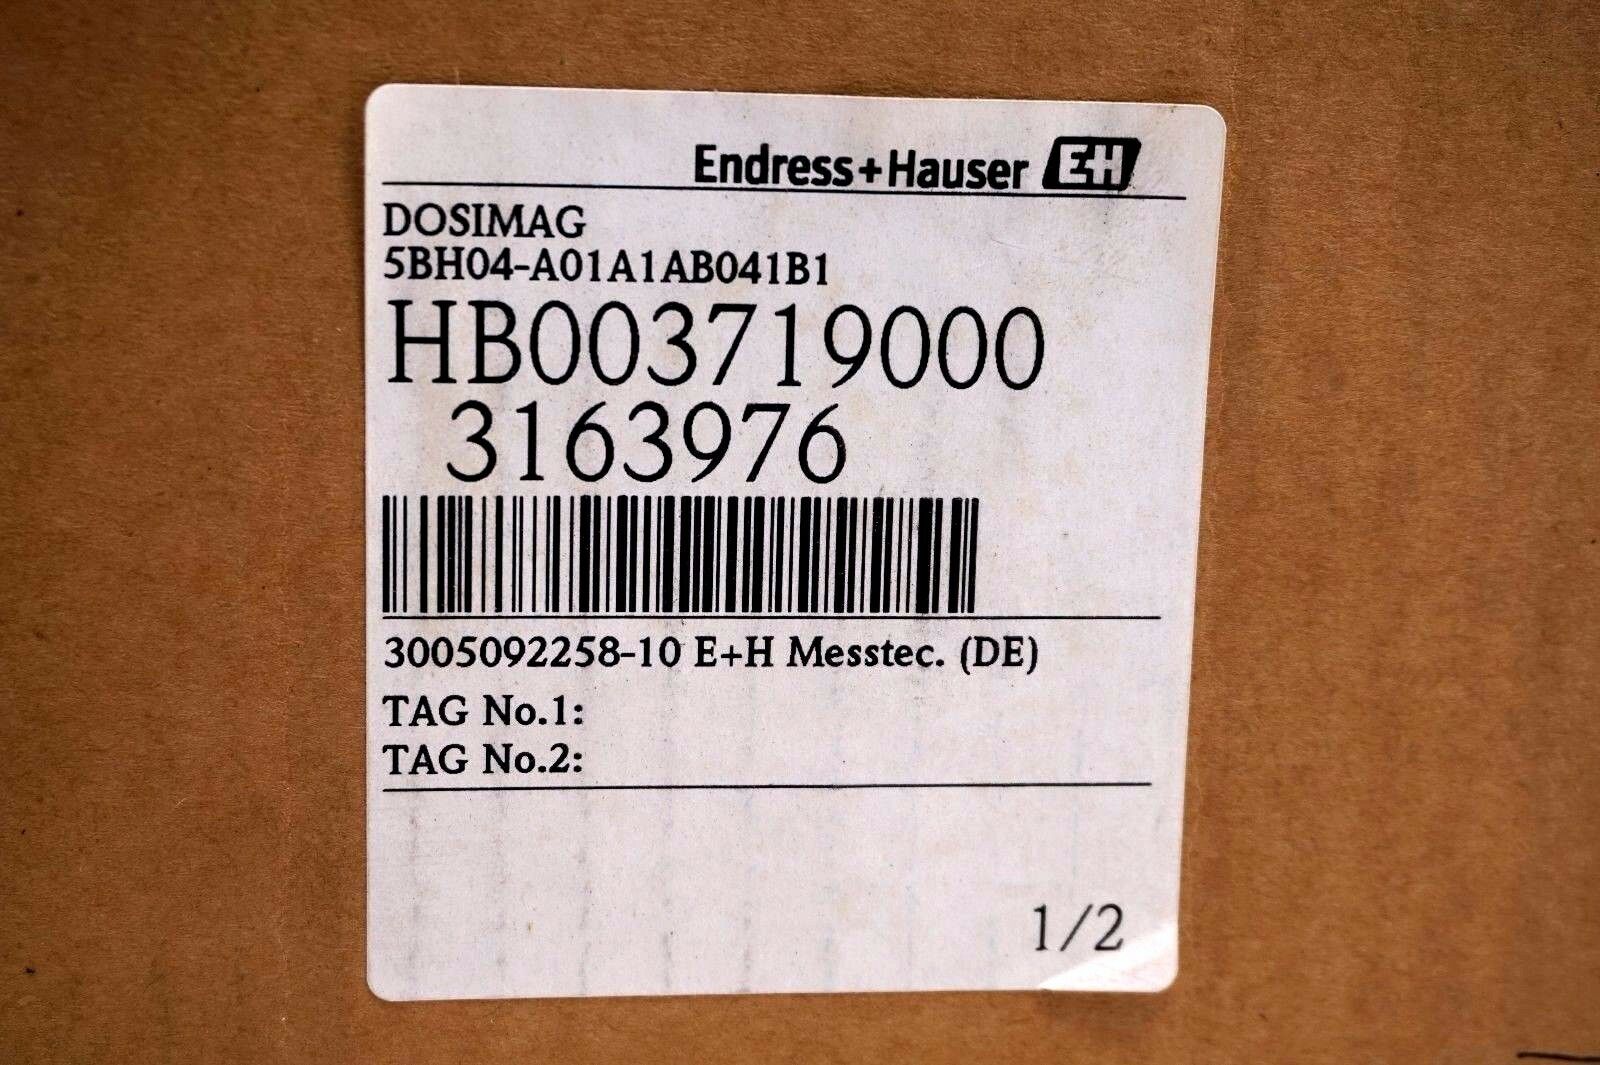 Endress+Hauser EH
DOSIMAG
5BH04-A01A1AB041B1
HB003719000
3163976
3005092258-10 E+H Messtec. (DE)
TAG No.1:
TAG No.2:
1/2